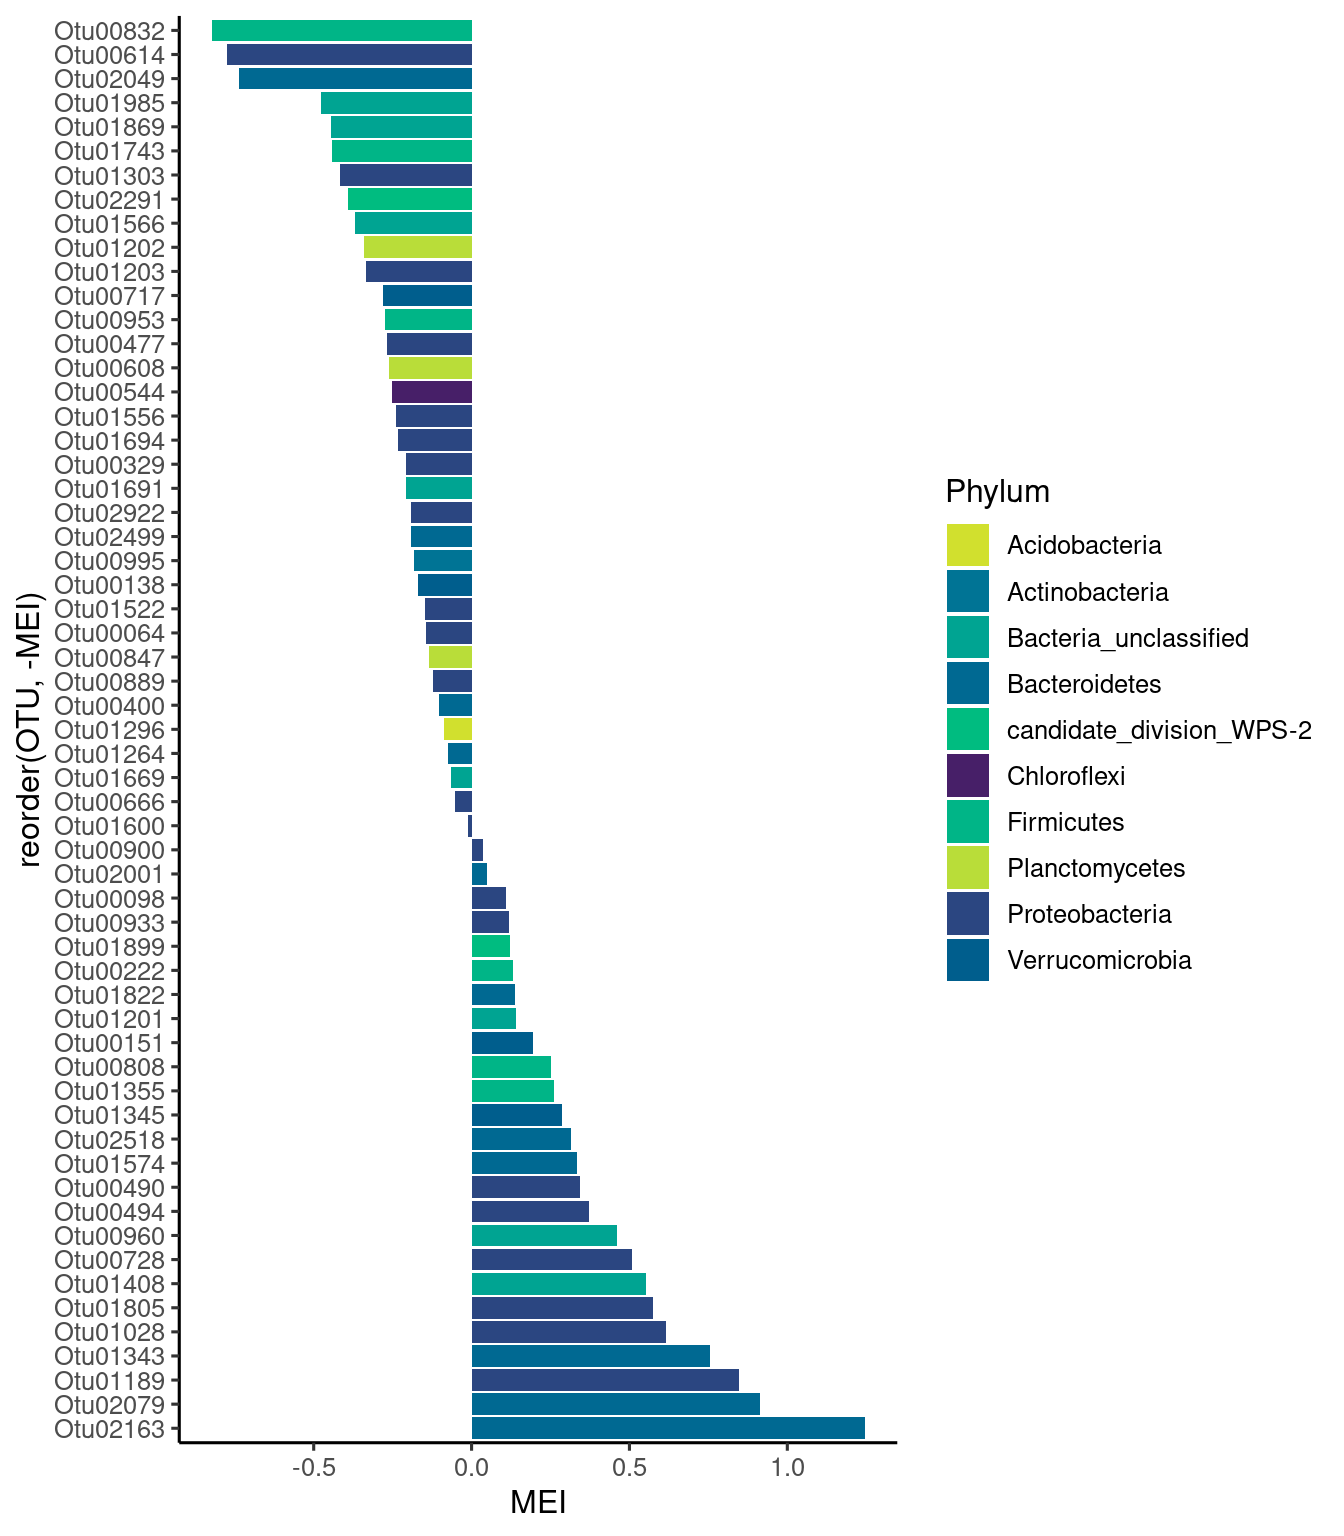 Otu00832
Otu00614
Otu02049
Otu01985
Otu01869
Otu01743
Otu01303
Otu02291
Otu01566
Otu01202
Otu01203
Otu00717
Otu00953
Otu00477
Otu00608
Otu00544
Otu01556
Otu01694
Otu00329
Otu01691
Otu02922
Otu02499
Otu00995
Otu00138
Otu01522
Otu00064
Otu00847
Otu00889
Otu00400
Otu01296
Otu01264
Otu01669
Otu00666
Otu01600
Otu00900
Otu02001
Otu00098
Otu00933
Otu01899
Otu00222
Otu01822
Otu01201
Otu00151
Otu00808
Otu01355
Otu01345
Otu02518
Otu01574
Otu00490
Otu00494
Otu00960
Otu00728
Otu01408
Otu01805
Otu01028
Otu01343
Otu01189
Otu02079
Otu02163
reorder(OTU, -MEI)
-0.5 0.0 0.5 1.0
MEI
Phylum
Acidobacteria
Actinobacteria
Bacteria_unclassified
Bacteroidetes
candidate_division_WPS-2
Chloroflexi
Firmicutes
Planctomycetes
Proteobacteria
Verrucomicrobia